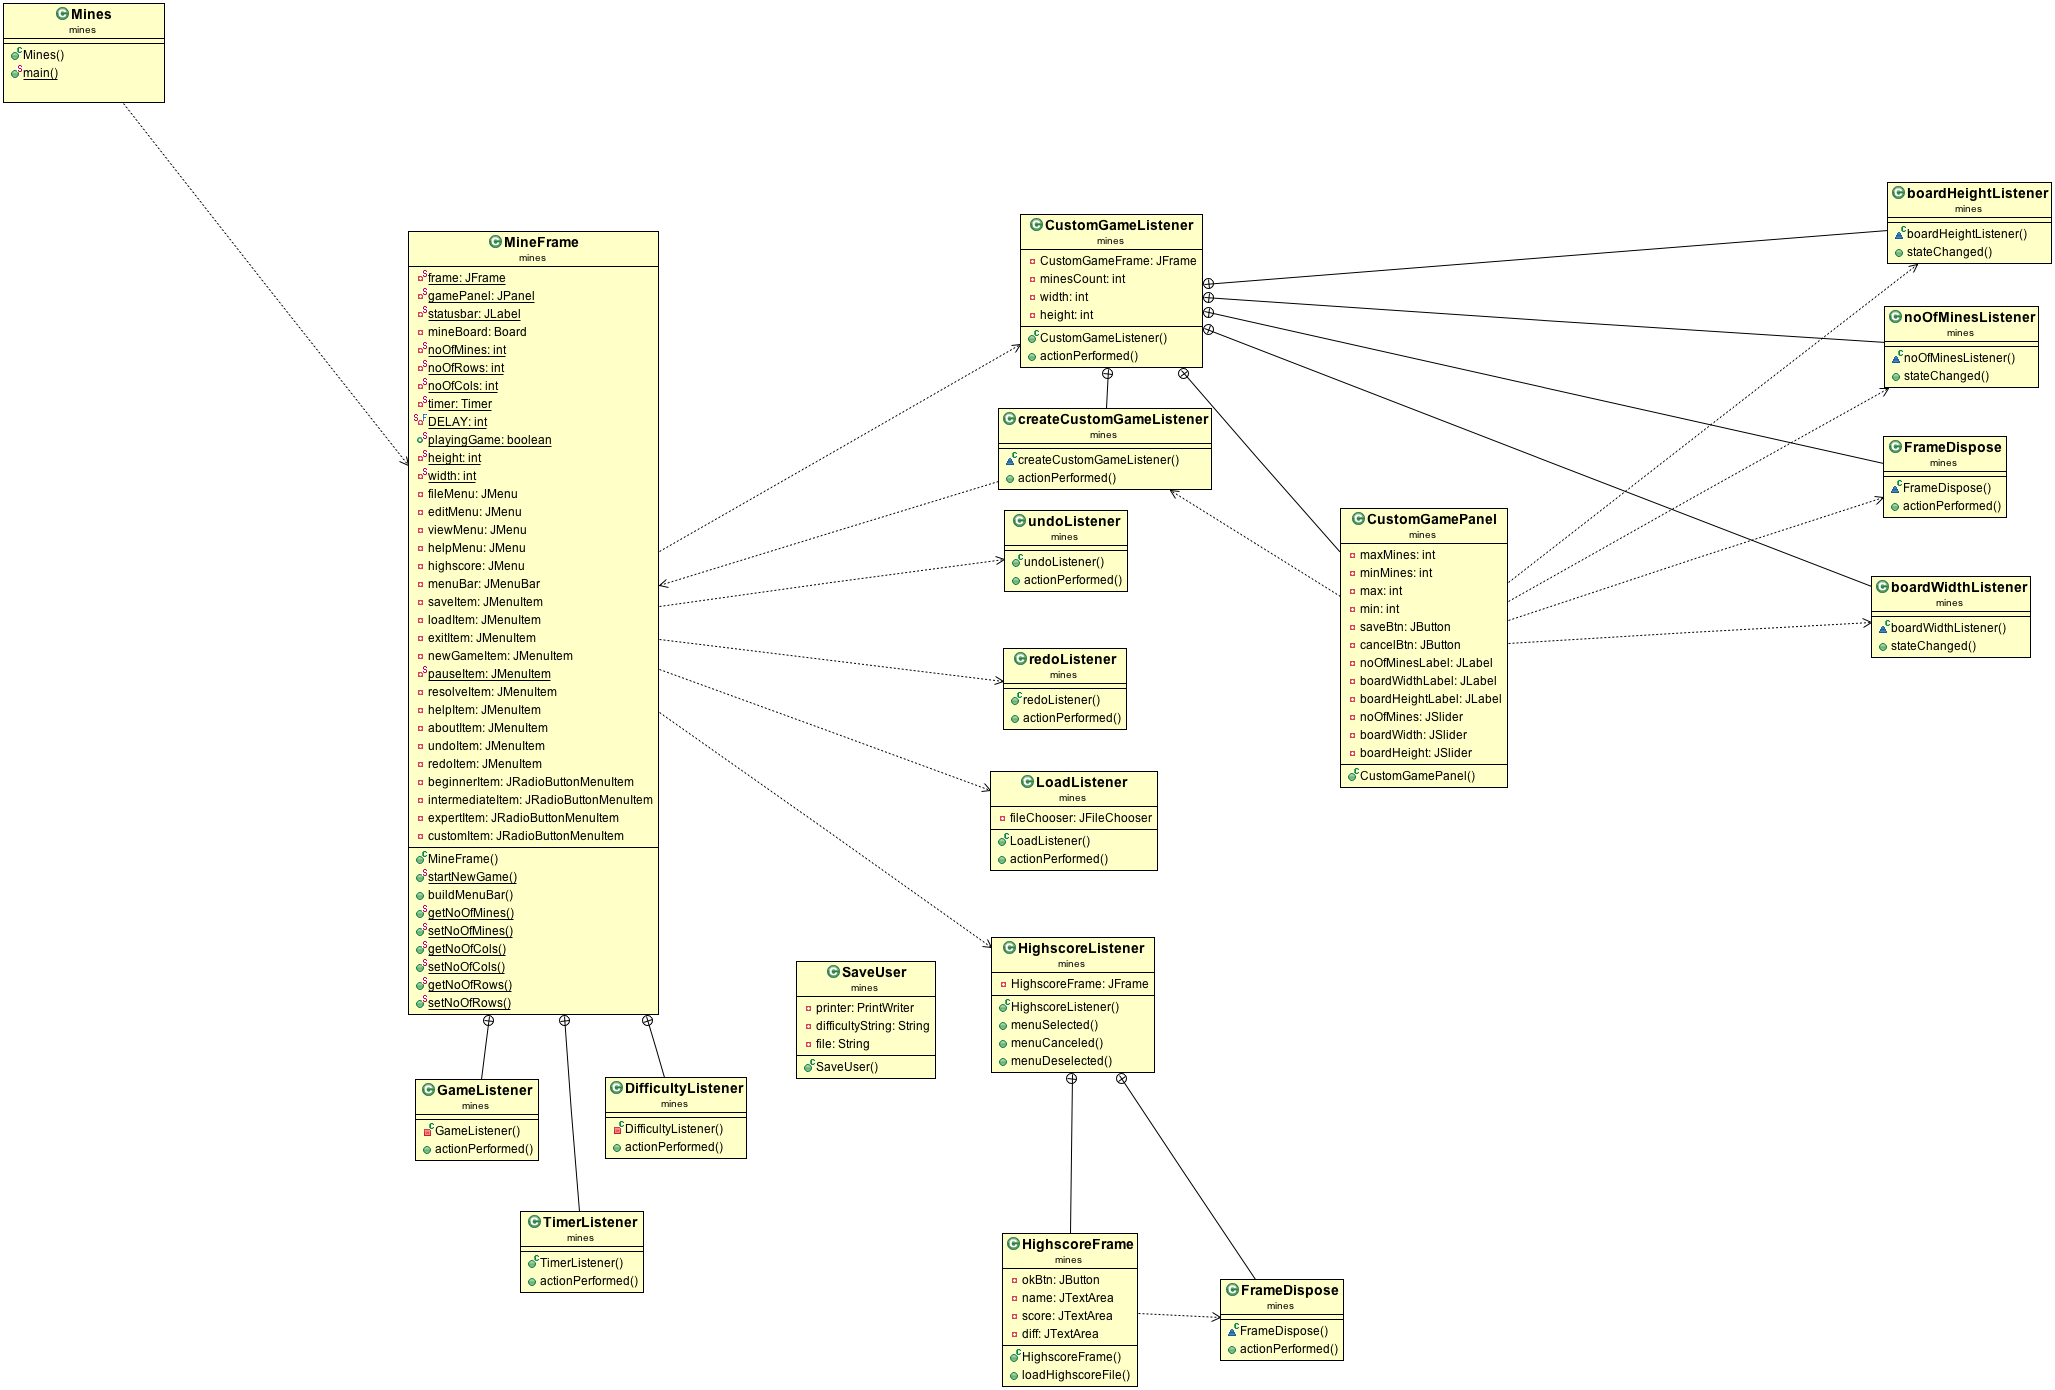 Mines
mines
Mines()
main()
MineFrame
mines
frame: JFrame
gamePanel: JPanel
statusbar: JLabel
mineBoard: Board
noOfMines: int
noOfRows: int
noOfCols: int
timer: Timer
DELAY: int
playingGame: boolean
height: int
width: int
fileMenu: JMenu
editMenu: JMenu
viewMenu: JMenu
helpMenu: JMenu
highscore: JMenu
menuBar: JMenuBar
saveItem: JMenuItem
loadItem: JMenuItem
exitItem: JMenuItem
newGameItem: JMenuItem
pauseItem: JMenuItem
resolveItem: JMenuItem
helpItem: JMenuItem
aboutItem: JMenuItem
undoItem: JMenuItem
redoItem: JMenuItem
beginnerItem: JRadioButtonMenuItem
intermediateItem: JRadioButtonMenuItem
expertItem: JRadioButtonMenuItem
customItem: JRadioButtonMenuItem
MineFrame()
startNewGame()
buildMenuBar()
getNoOfMines()
setNoOfMines()
getNoOfCols()
setNoOfCols()
getNoOfRows()
setNoOfRows()
GameListener
mines
GameListener()
actionPerformed()
DifficultyListener
mines
DifficultyListener()
actionPerformed()
TimerListener
mines
TimerListener()
actionPerformed()
SaveUser
mines
printer: PrintWriter
difficultyString: String
file: String
SaveUser()
CustomGameListener
mines
CustomGameFrame: JFrame
minesCount: int
width: int
height: int
CustomGameListener()
actionPerformed()
createCustomGameListener
mines
createCustomGameListener()
actionPerformed()
undoListener
mines
undoListener()
actionPerformed()
redoListener
mines
redoListener()
actionPerformed()
LoadListener
mines
fileChooser: JFileChooser
LoadListener()
actionPerformed()
HighscoreListener
mines
HighscoreFrame: JFrame
HighscoreListener()
menuSelected()
menuCanceled()
menuDeselected()
HighscoreFrame
mines
okBtn: JButton
name: JTextArea
score: JTextArea
diff: JTextArea
HighscoreFrame()
loadHighscoreFile()
FrameDispose
mines
FrameDispose()
actionPerformed()
CustomGamePanel
mines
maxMines: int
minMines: int
max: int
min: int
saveBtn: JButton
cancelBtn: JButton
noOfMinesLabel: JLabel
boardWidthLabel: JLabel
boardHeightLabel: JLabel
noOfMines: JSlider
boardWidth: JSlider
boardHeight: JSlider
CustomGamePanel()
boardHeightListener
mines
boardHeightListener()
stateChanged()
noOfMinesListener
mines
noOfMinesListener()
stateChanged()
FrameDispose
mines
FrameDispose()
actionPerformed()
boardWidthListener
mines
boardWidthListener()
stateChanged()